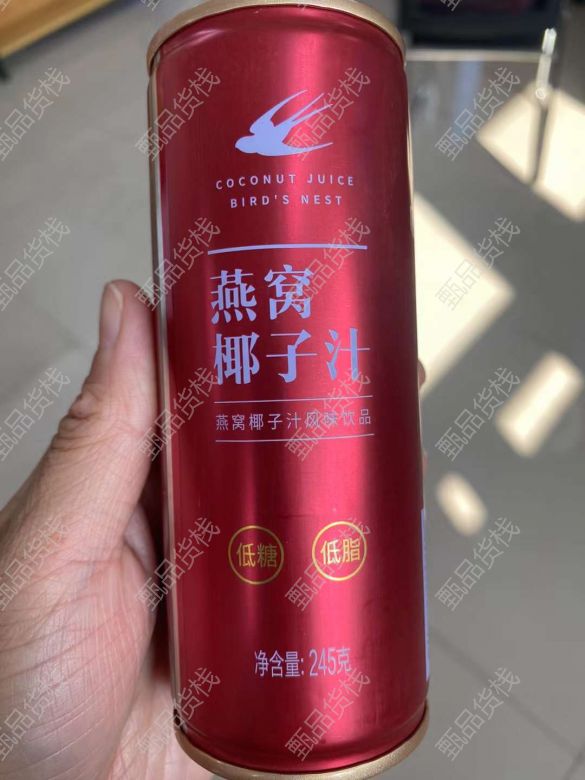 COCONUT JUICE
BIRD'S NEST
燕窝
椰子汁
燕窝椰子汁风味饮品
低糖 低脂
净含量: 245克
甄品货栈